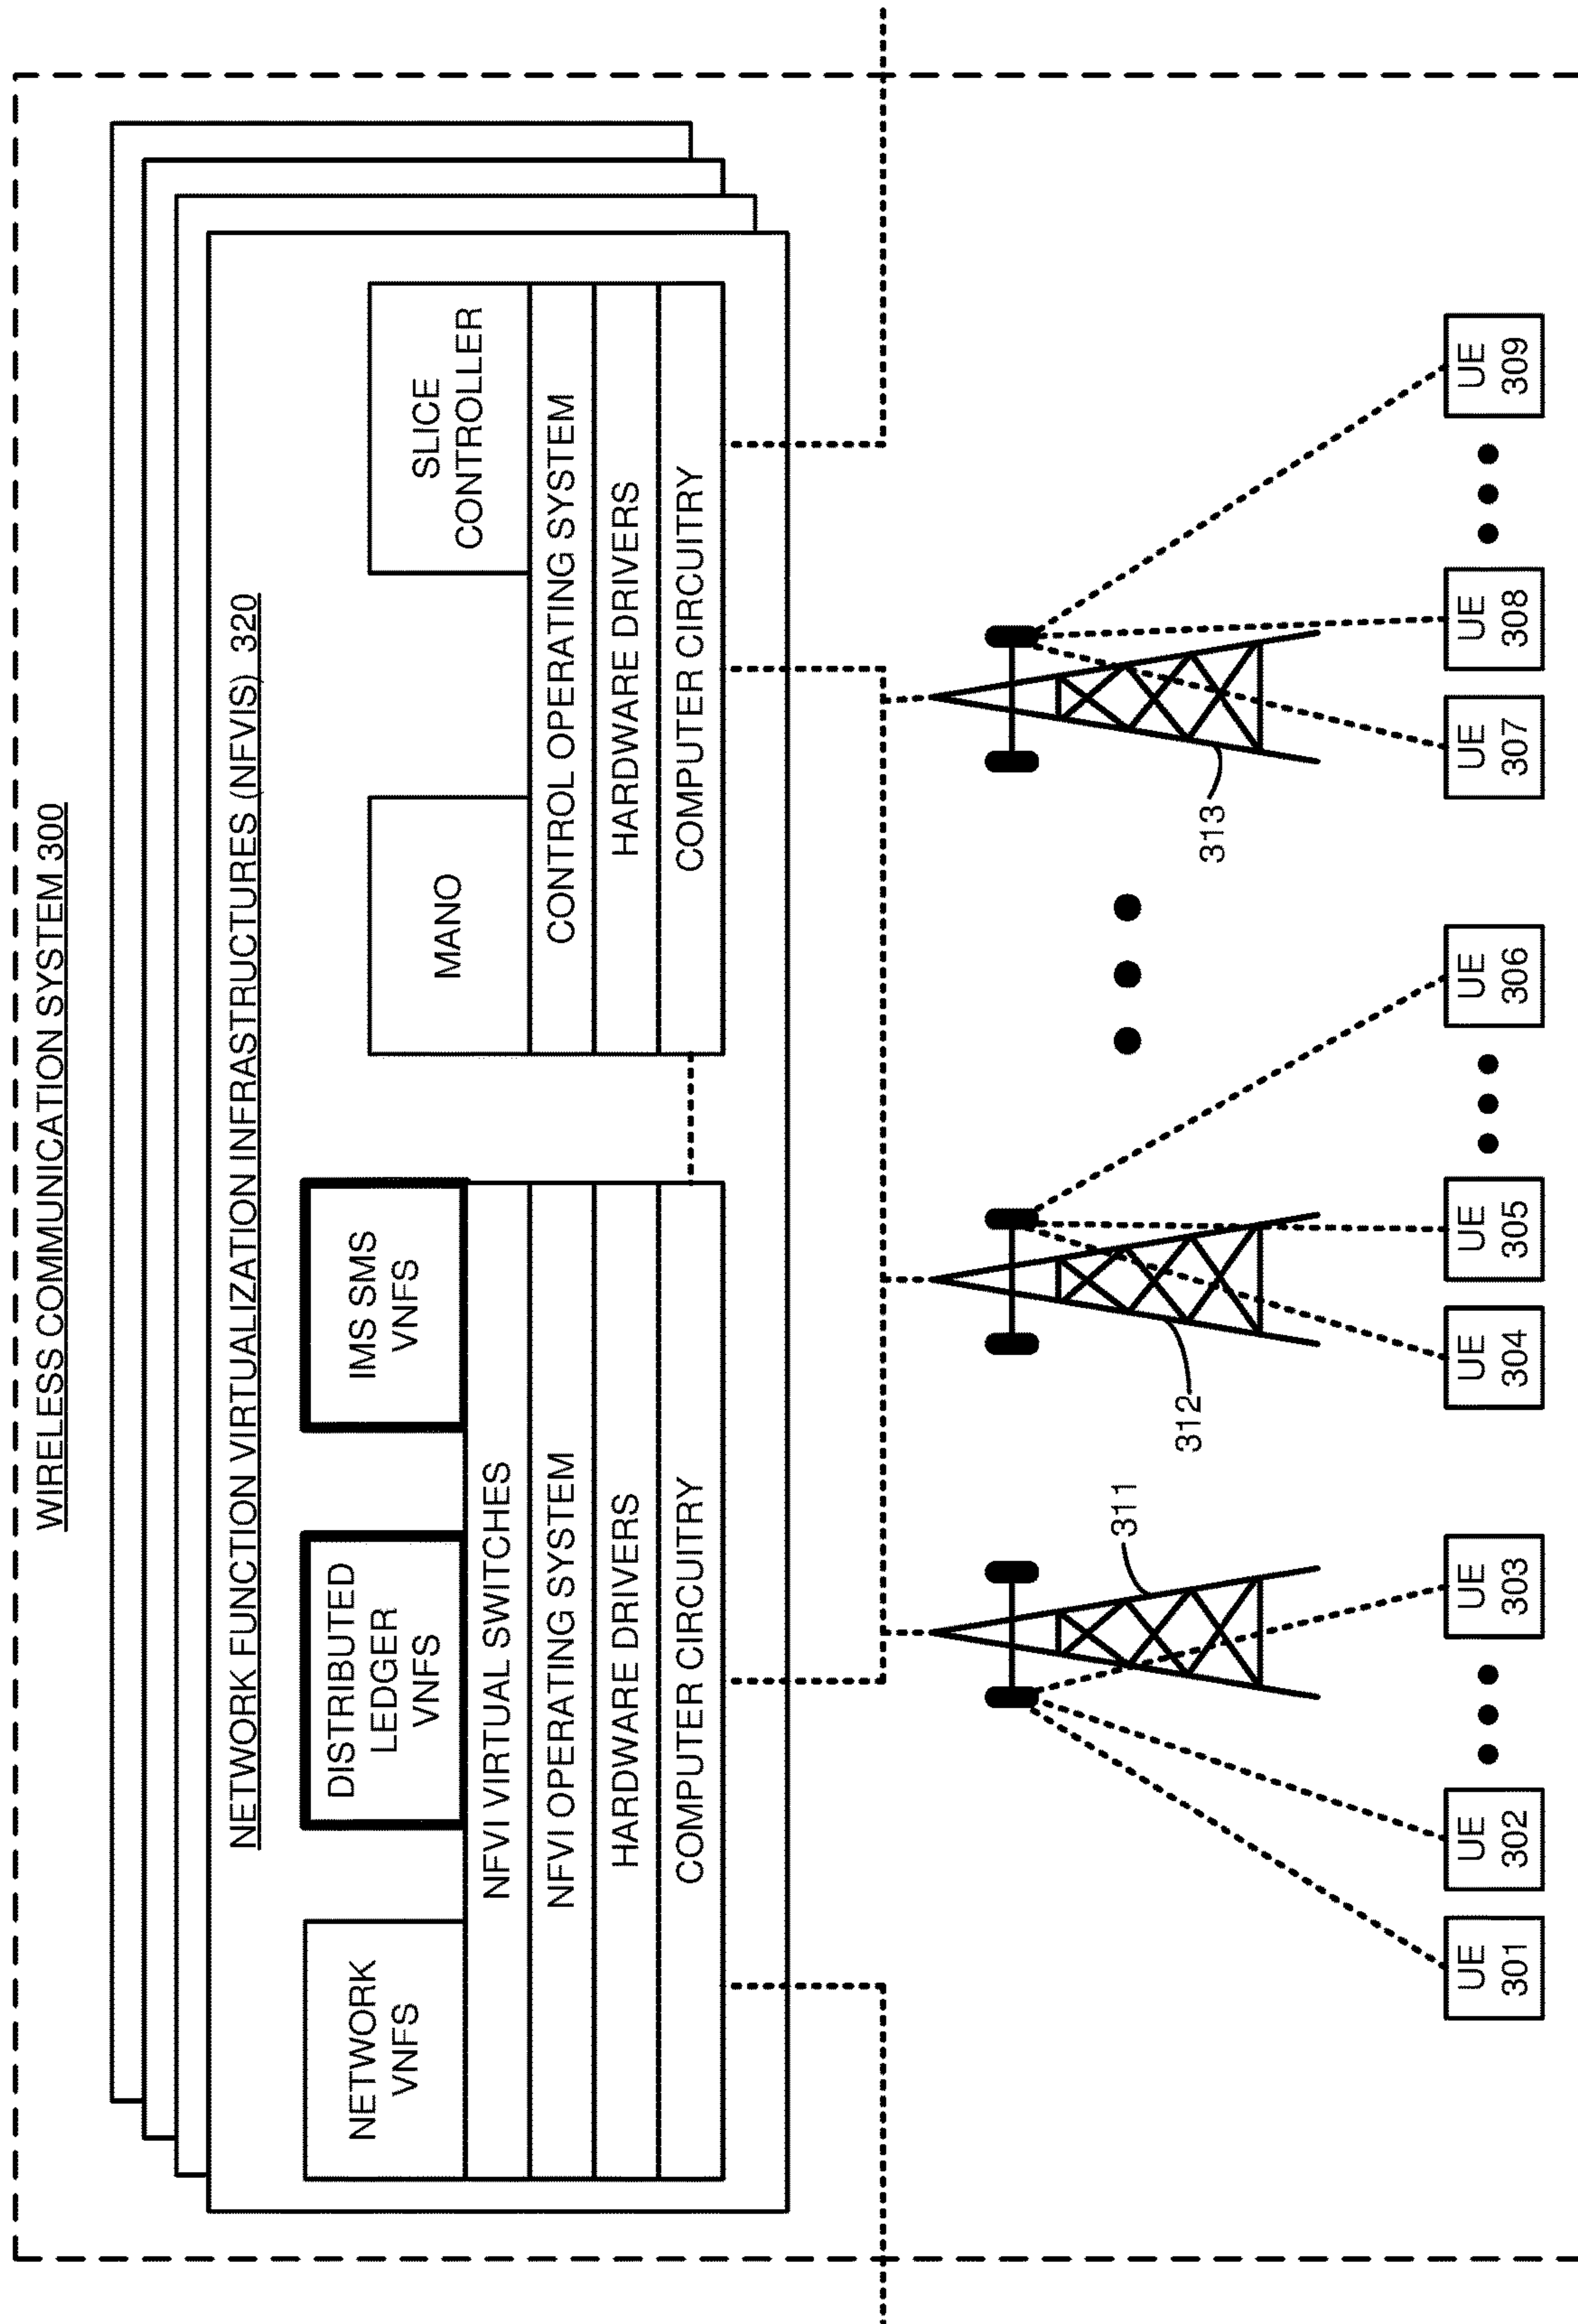 WIRELESS COMMUNICATION SYSTEM 300
NETWORK FUNCTION VIRTUALIZATION INFRASTRUCTURES (NFVIS) 320
NETWORK
VNFS
DISTRIBUTED
LEDGER
VNFS
IMS SMS
VNFS
NFVI VIRTUAL SWITCHES
NFVI OPERATING SYSTEM
HARDWARE DRIVERS
COMPUTER CIRCUITRY
MANO
SLICE
CONTROLLER
CONTROL OPERATING SYSTEM
HARDWARE DRIVERS
COMPUTER CIRCUITRY
311
312
313
UE
301
UE
302
UE
303
UE
304
UE
305
UE
306
UE
307
UE
308
UE
309